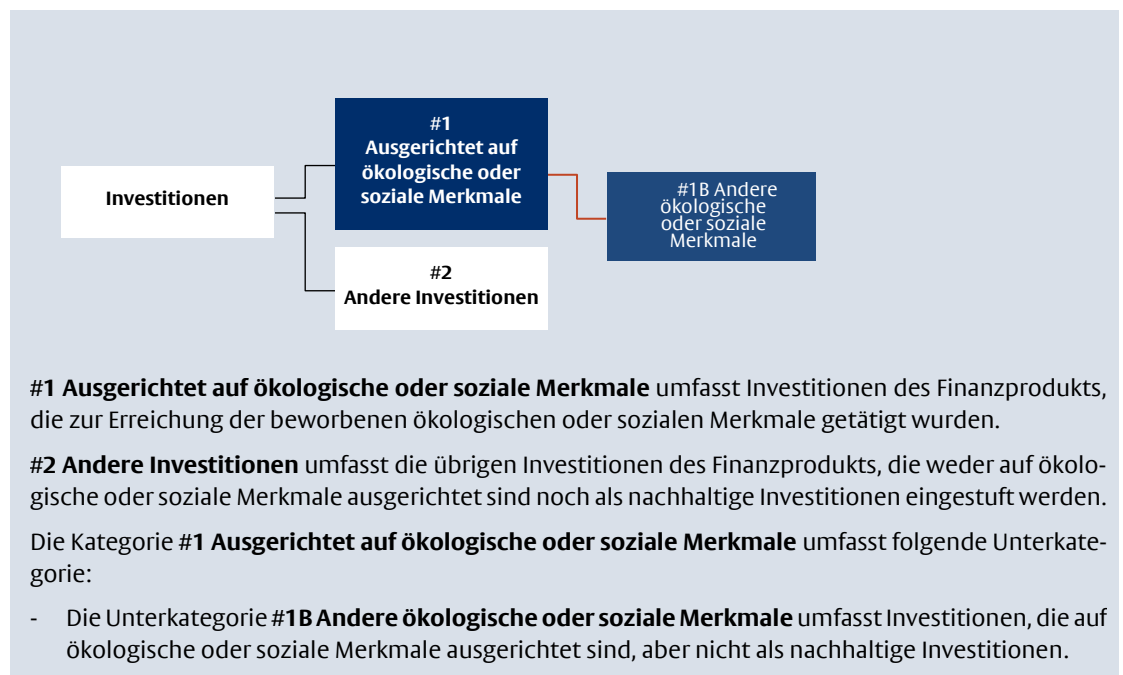 #1
Ausgerichtet auf
ökologische oder
soziale Merkmale
Investitionen
#1B Andere
ökologische
oder soziale
Merkmale
#2
Andere Investitionen
#1 Ausgerichtet auf ökologische oder soziale Merkmale umfasst Investitionen des Finanzprodukts,
die zur Erreichung der beworbenen ökologischen oder sozialen Merkmale getätigt wurden.
#2 Andere Investitionen umfasst die übrigen Investitionen des Finanzprodukts, die weder auf ökolo-
gische oder soziale Merkmale ausgerichtet sind noch als nachhaltige Investitionen eingestuft werden.
Die Kategorie #1 Ausgerichtet auf ökologische oder soziale Merkmale umfasst folgende Unterkate-
gorie:
- Die Unterkategorie #1B Andere ökologische oder soziale Merkmale umfasst Investitionen, die auf
ökologische oder soziale Merkmale ausgerichtet sind, aber nicht als nachhaltige Investitionen.